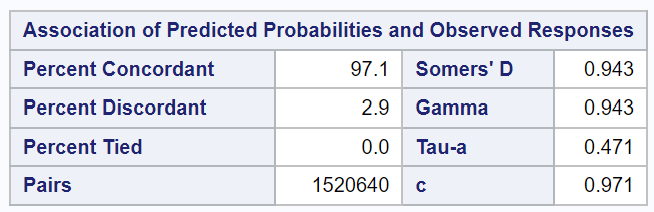 Association of Predicted Probabilities and Observed Responses
Percent Concordant 97.1 Somers' D 0.943
Percent Discordant 2.9 Gamma 0.943
Percent Tied 0.0 Tau-a 0.471
Pairs 1520640 c 0.971